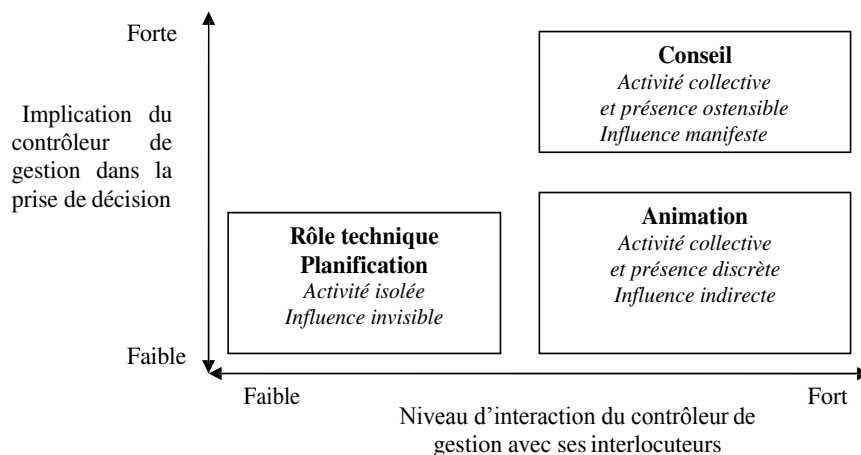 Forte
Implication du
contrôleur de
gestion dans la
prise de décision
Faible
Conseil
Activité collective
et présence ostensible
Influence manifeste
Rôle technique
Planification
Activité isolée
Influence invisible
Animation
Activité collective
et présence discrète
Influence indirecte
Faible
Fort
Niveau d’interaction du contrôleur de
gestion avec ses interlocuteurs